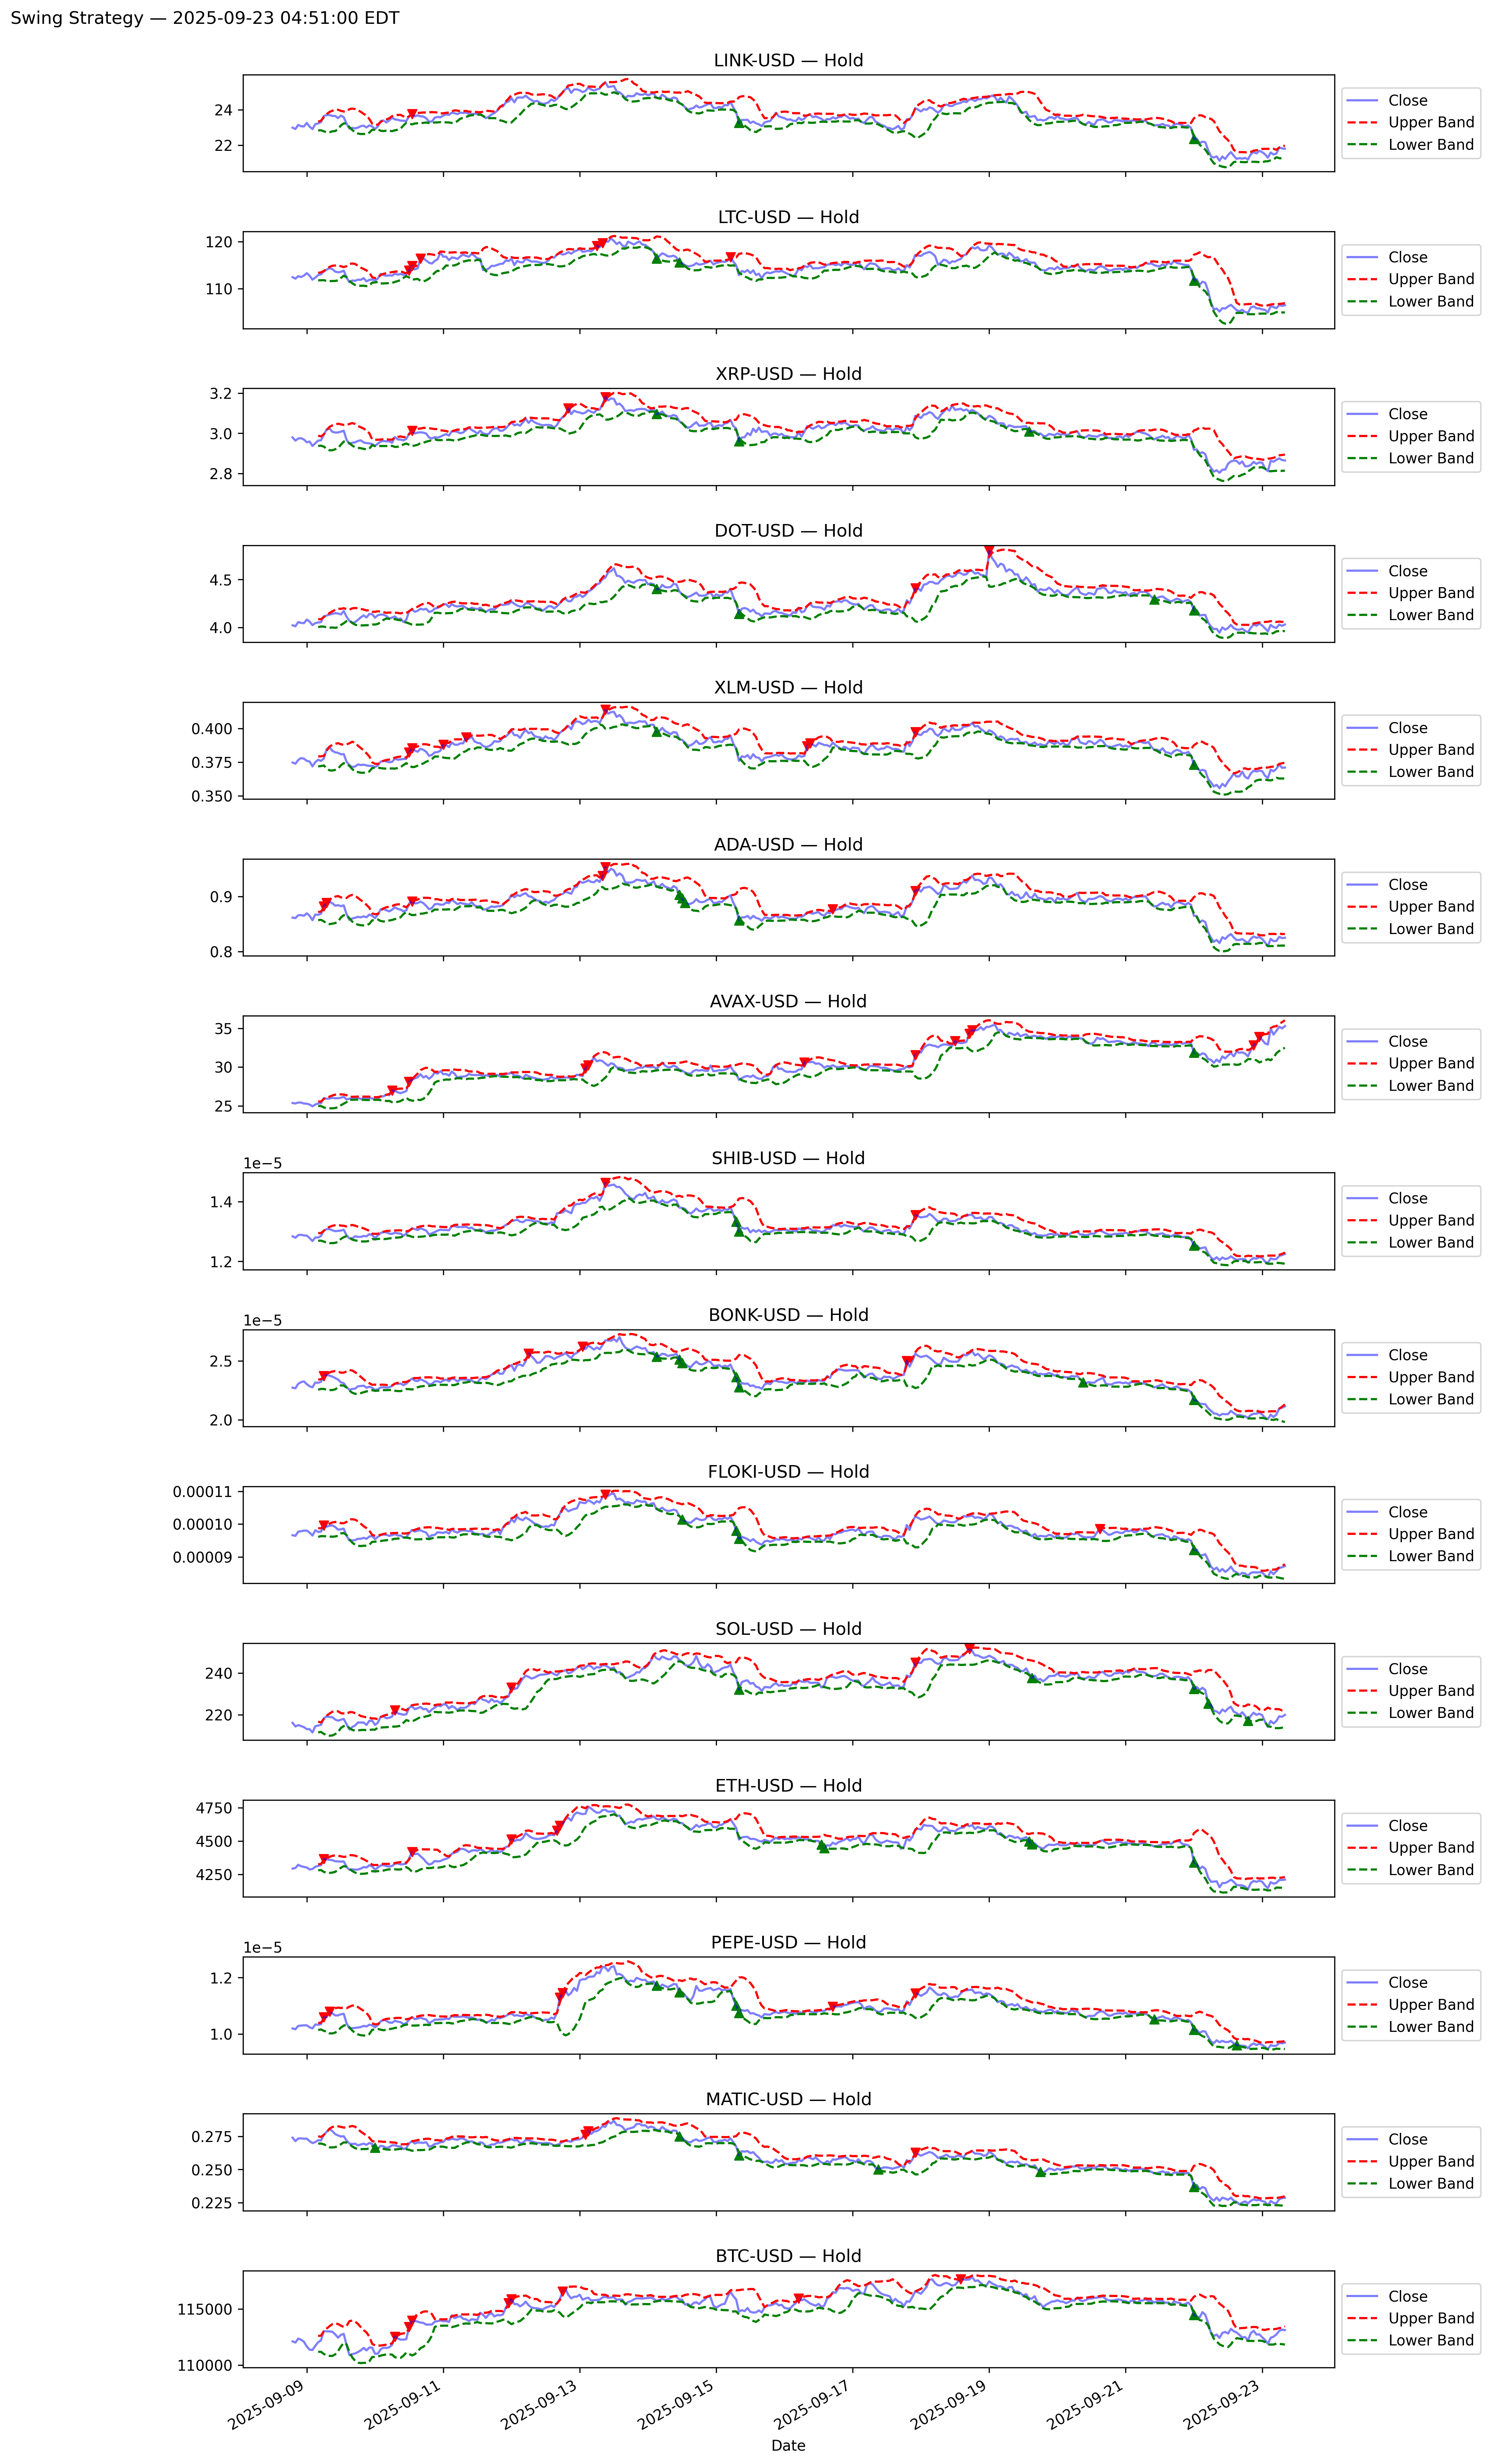 Swing Strategy — 2025-09-23 04:51:00 EDT
LINK-USD — Hold
24
22
Close
Upper Band
Lower Band
LTC-USD — Hold
120
110
Close
Upper Band
Lower Band
XRP-USD — Hold
3.2
3.0
2.8
Close
Upper Band
Lower Band
DOT-USD — Hold
4.5
4.0
Close
Upper Band
Lower Band
XLM-USD — Hold
0.400
0.375
0.350
Close
Upper Band
Lower Band
ADA-USD — Hold
0.9
0.8
Close
Upper Band
Lower Band
AVAX-USD — Hold
35
30
25
Close
Upper Band
Lower Band
SHIB-USD — Hold
1e−5
1.4
1.2
Close
Upper Band
Lower Band
BONK-USD — Hold
1e−5
2.5
2.0
Close
Upper Band
Lower Band
FLOKI-USD — Hold
0.00011
0.00010
0.00009
Close
Upper Band
Lower Band
SOL-USD — Hold
240
220
Close
Upper Band
Lower Band
ETH-USD — Hold
4750
4500
4250
Close
Upper Band
Lower Band
PEPE-USD — Hold
1e−5
1.2
1.0
Close
Upper Band
Lower Band
MATIC-USD — Hold
0.275
0.250
0.225
Close
Upper Band
Lower Band
BTC-USD — Hold
115000
110000
Close
Upper Band
Lower Band
2025-09-09
2025-09-11
2025-09-13
2025-09-15
2025-09-17
2025-09-19
2025-09-21
2025-09-23
Date